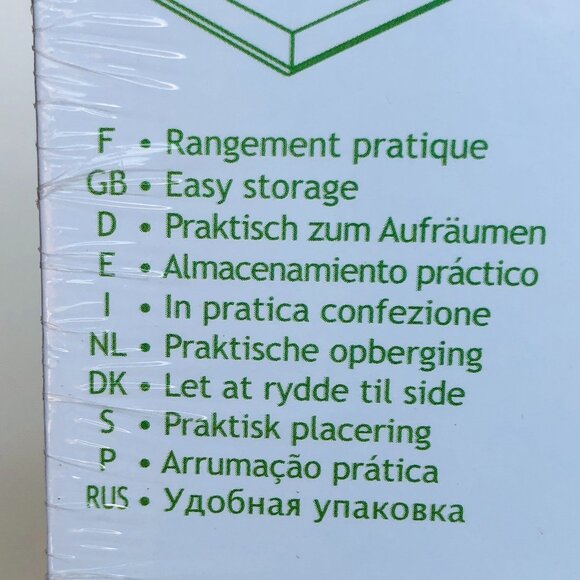 F • Rangement pratique
GB • Easy storage
D • Praktisch zum Aufräumen
E • Almacenamiento práctico
I • In pratica confezione
NL • Praktische opberging
DK • Let at rydde til side
S • Praktisk placering
P • Arrumação prática
RUS • Удобная упаковка